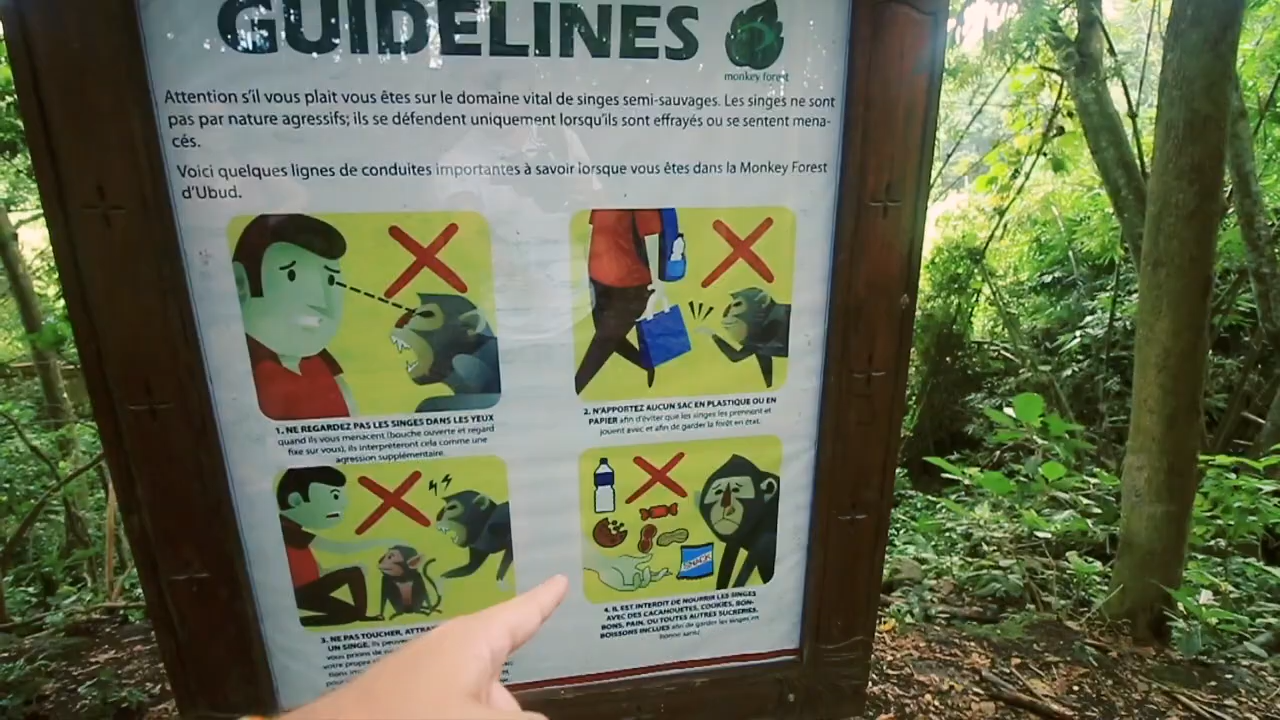 GUIDELINES
monkey forest
Attention s'il vous plait vous êtes sur le domaine vital de singes semi-sauvages. Les singes ne sont
pas par nature agressifs; ils se défendent uniquement lorsqu'ils sont effrayés ou se sentent mena-
cés.
Voici quelques lignes de conduites importantes à savoir lorsque vous êtes dans la Monkey Forest
d'Ubud.
1. NE REGARDEZ PAS LES SINGES DANS LES YEUX
quand ils vous menacent (bouche ouverte et regard
fixe sur vous), ils interpréteront cela comme une
agression supplémentaire.
2. N'APPORTEZ AUCUN SAC EN PLASTIQUE OU EN
PAPIER afin d'éviter que les singes les prennent et
jouent avec et afin de garder la forêt en état.
SNACK
3. NE PAS TOUCHER,
UN SINGE,
4. IL EST INTERDIT DE NOURRIR LES SINGES
AVEC DES CACAHOUETES, COOKIES, BON-
BONS, PAIN, OU TOUTES AUTRES SUCRERIES,
BOISSONS INCLUES afin de garder les singes en
bonne santé